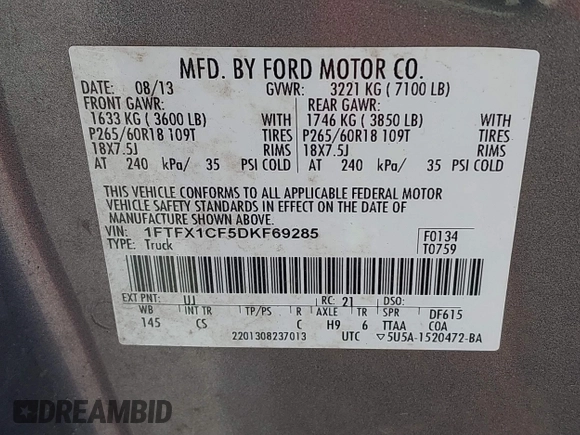 MFD. BY FORD MOTOR CO.
DATE: 08/13 GVWR: 3221 KG ( 7100 LB)
FRONT GAWR: REAR GAWR:
1633 KG ( 3600 LB) WITH 1746 KG ( 3850 LB) WITH
P265/60R18 109T TIRES P265/60R18 109T TIRES
18X7.5J RIMS 18X7.5J RIMS
AT 240 kPa/ 35 PSI COLD AT 240 kPa/ 35 PSI COLD
THIS VEHICLE CONFORMS TO ALL APPLICABLE FEDERAL MOTOR
VEHICLE SAFETY STANDARDS IN EFFECT ON THE DATE OF
MANUFACTURE SHOWN ABOVE.
VIN: 1FTFX1CF5DKF69285 F0134
TYPE: Truck T0759
EXT PNT: UJ RC: 21 DSO:
WB INT TR TP/PS R AXLE TR SPR DF615
145 CS C H9 6 TTAA COA
2201308237013 UTC ▽5U5A-1520472-BA
DREAMBID